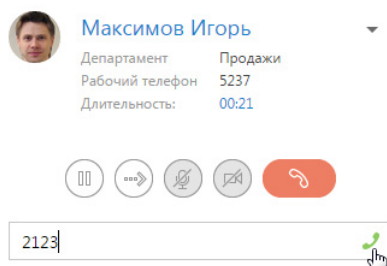 Максимов Игорь
Департамент Продажи
Рабочий телефон 5237
Длительность: 00:21
2123